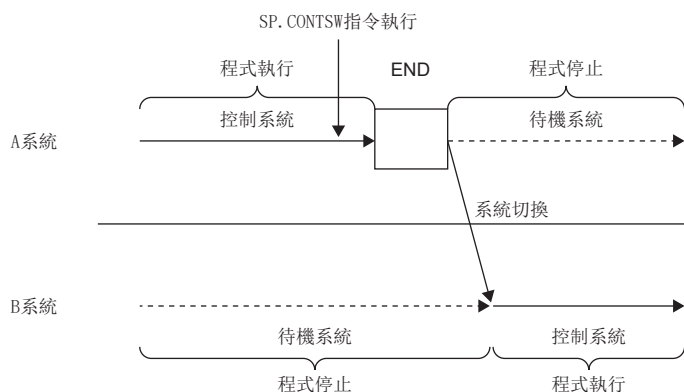 SP.CONTSW指令執行
程式執行
END
程式停止
控制系統
待機系統
A系統
系統切換
B系統
待機系統
控制系統
程式停止
程式執行